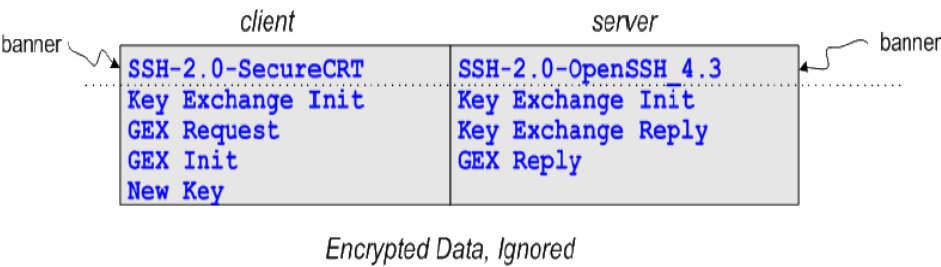 client server
banner banner
SSH-2.0-SecureCRT SSH-2.0-OpenSSH_4.3
Key Exchange Init Key Exchange Init
GEX Request Key Exchange Reply
GEX Init GEX Reply
New Key
Encrypted Data, Ignored